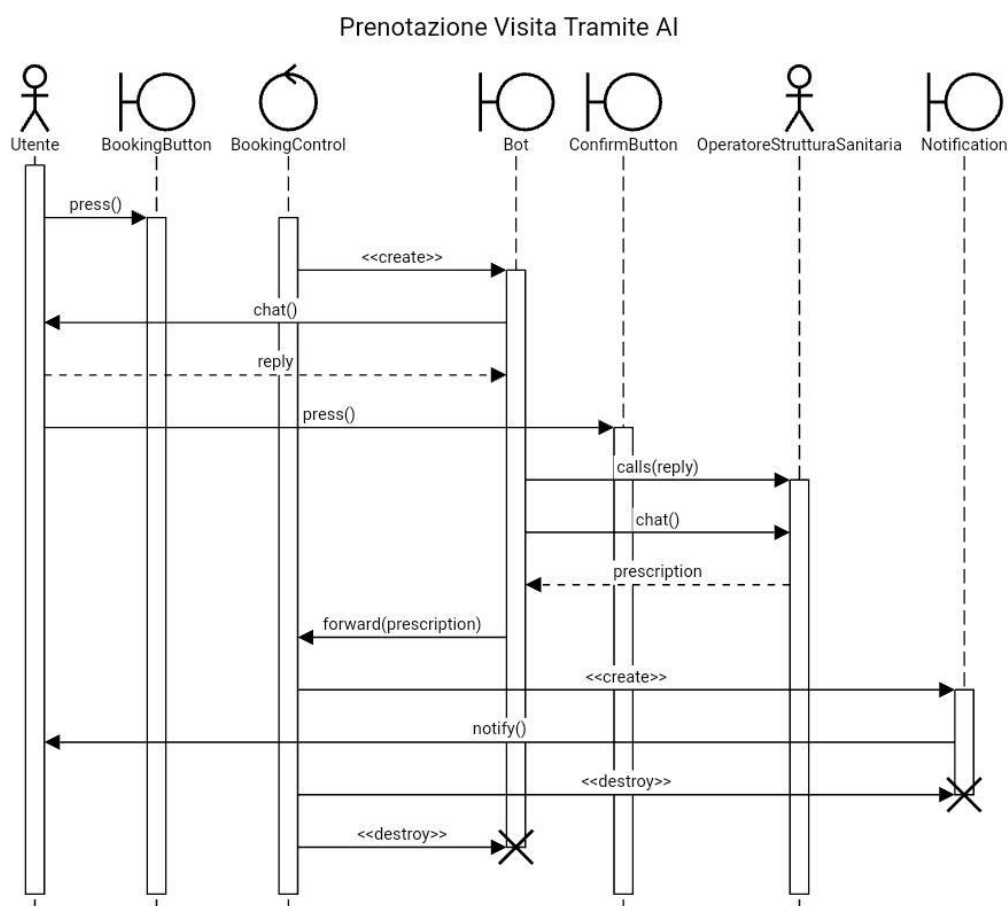 Prenotazione Visita Tramite AI
Utente
BookingButton
BookingControl
Bot
ConfirmButton
OperatoreStrutturaSanitaria
Notification
press()
<<create>>
chat()
reply
press()
calls(reply)
chat()
prescription
forward(prescription)
<<create>>
notify()
<<destroy>>
<<destroy>>